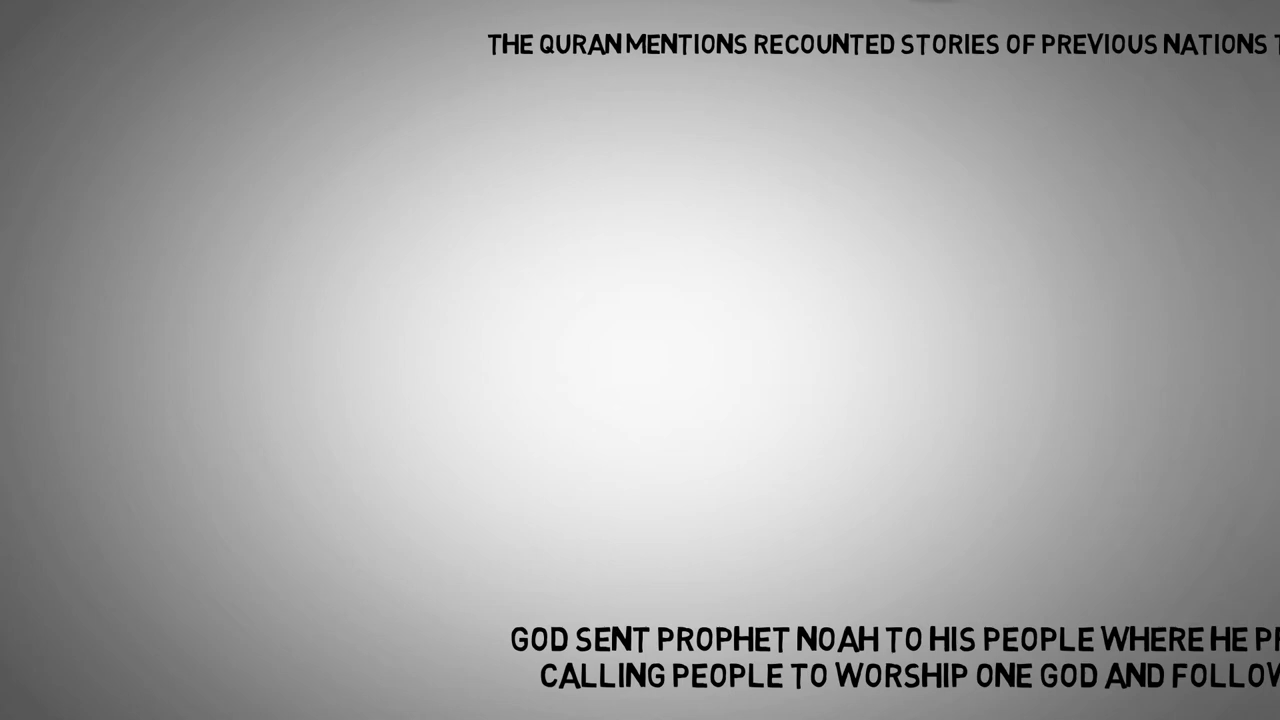 THE QURAN MENTIONS RECOUNTED STORIES OF PREVIOUS NATIONS
GOD SENT PROPHET NOAH TO HIS PEOPLE WHERE HE
CALLING PEOPLE TO WORSHIP ONE GOD AND